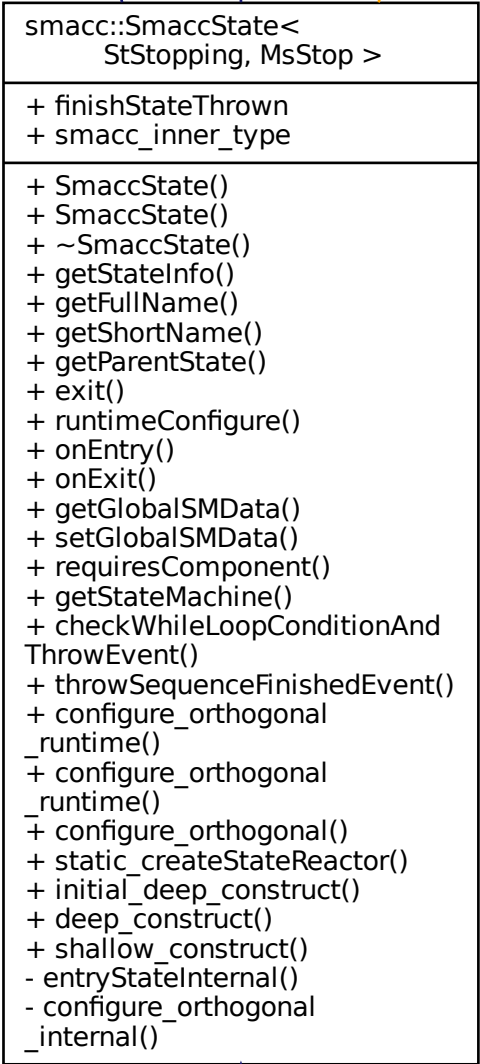 smacc::SmaccState<
StStopping, MsStop >
+ finishStateThrown
+ smacc_inner_type
+ SmaccState()
+ SmaccState()
+ ~SmaccState()
+ getStateInfo()
+ getFullName()
+ getShortName()
+ getParentState()
+ exit()
+ runtimeConfigure()
+ onEntry()
+ onExit()
+ getGlobalSMData()
+ setGlobalSMData()
+ requiresComponent()
+ getStateMachine()
+ checkWhileLoopConditionAnd
ThrowEvent()
+ throwSequenceFinishedEvent()
+ configure_orthogonal
_runtime()
+ configure_orthogonal
_runtime()
+ configure_orthogonal()
+ static_createStateReactor()
+ initial_deep_construct()
+ deep_construct()
+ shallow_construct()
- entryStateInternal()
- configure_orthogonal
_internal()